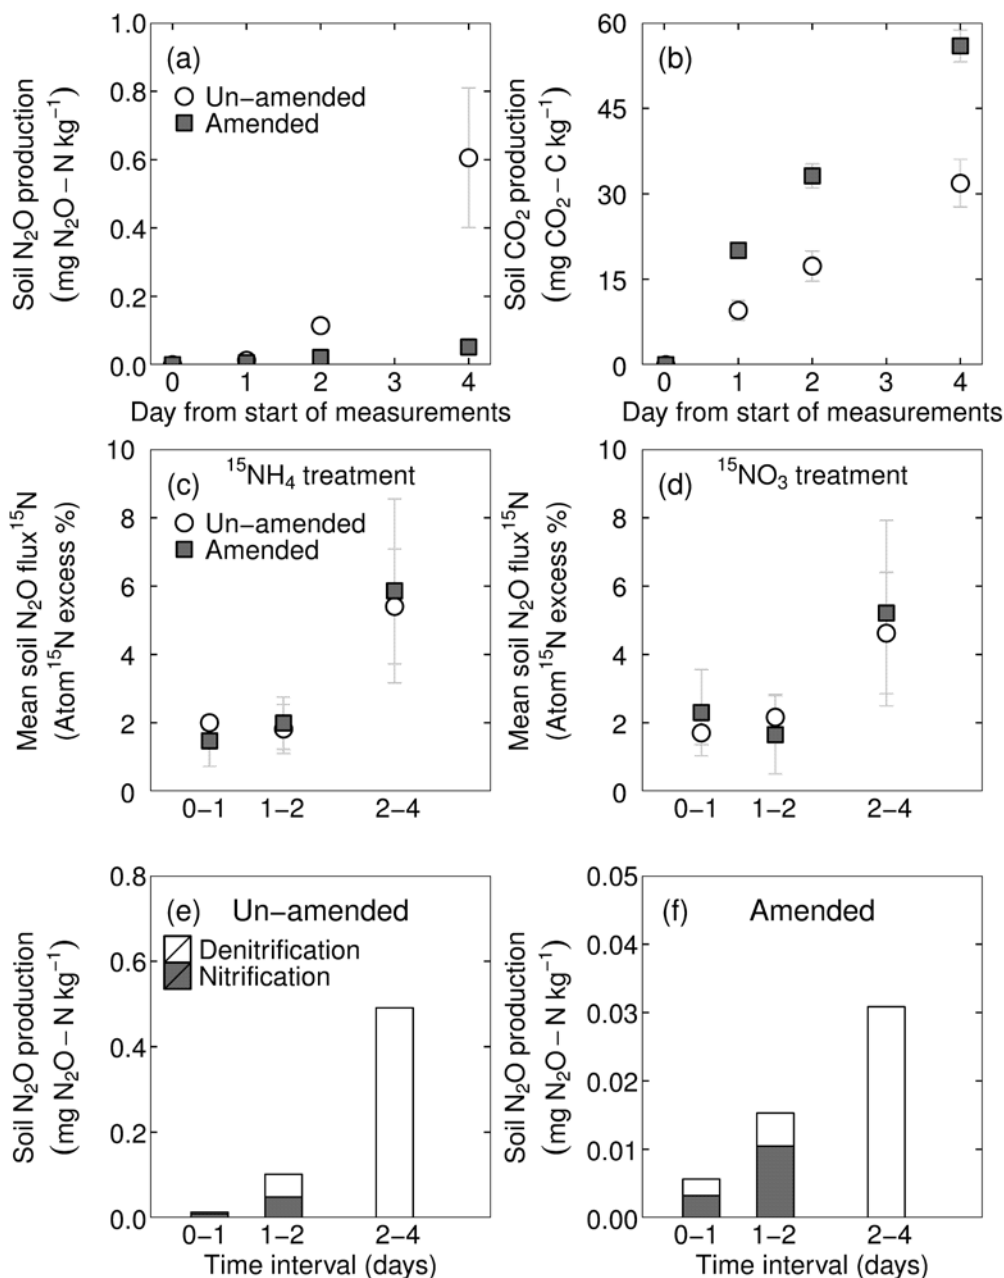 (a)
Un−amended
Amended
Soil N₂O production
(mg N₂O − N kg⁻¹)
1.0
0.8
0.6
0.4
0.2
0.0
0 1 2 3 4
Day from start of measurements
(b)
Soil CO₂ production
(mg CO₂ − C kg⁻¹)
60
45
30
15
0
0 1 2 3 4
Day from start of measurements
(c)
¹⁵NH₄ treatment
Un−amended
Amended
Mean soil N₂O flux¹⁵N
(Atom¹⁵N excess %)
10
8
6
4
2
0
0−1 1−2 2−4
(d)
¹⁵NO₃ treatment
Mean soil N₂O flux¹⁵N
(Atom¹⁵N excess %)
10
8
6
4
2
0
0−1 1−2 2−4
(e) Un−amended
Denitrification
Nitrification
Soil N₂O production
(mg N₂O − N kg⁻¹)
0.8
0.6
0.4
0.2
0.0
0−1 1−2 2−4
Time interval (days)
(f) Amended
Soil N₂O production
(mg N₂O − N kg⁻¹)
0.05
0.04
0.03
0.02
0.01
0.00
0−1 1−2 2−4
Time interval (days)